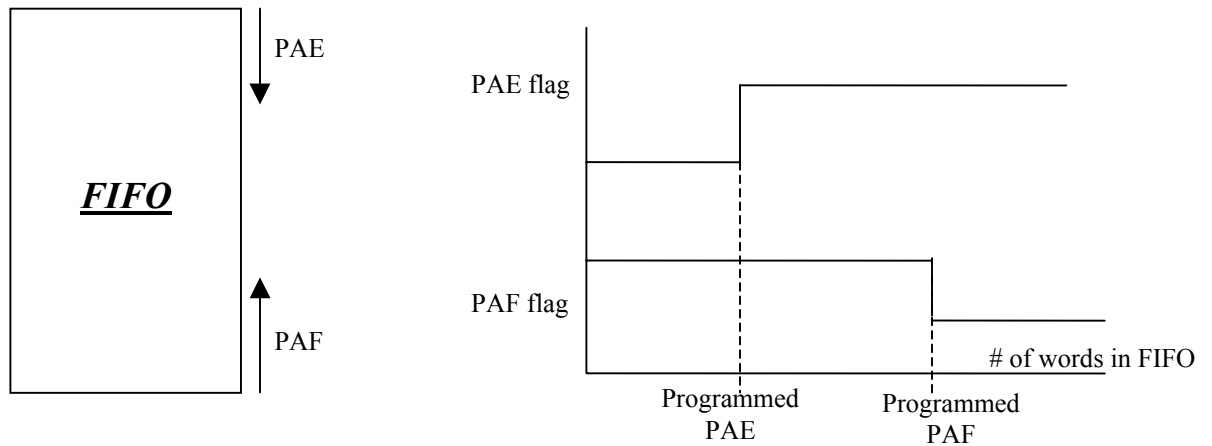 PAE
FIFO
PAF
PAE flag
PAF flag
# of words in FIFO
Programmed
PAE
Programmed
PAF